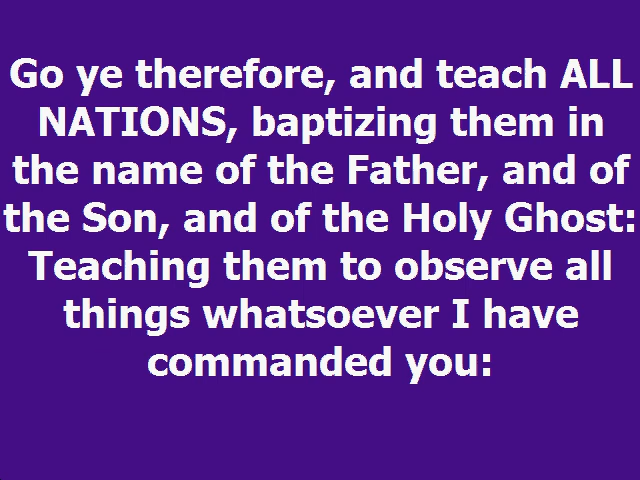 Go ye therefore, and teach ALL
NATIONS, baptizing them in
the name of the Father, and of
the Son, and of the Holy Ghost:
Teaching them to observe all
things whatsoever I have
commanded you: